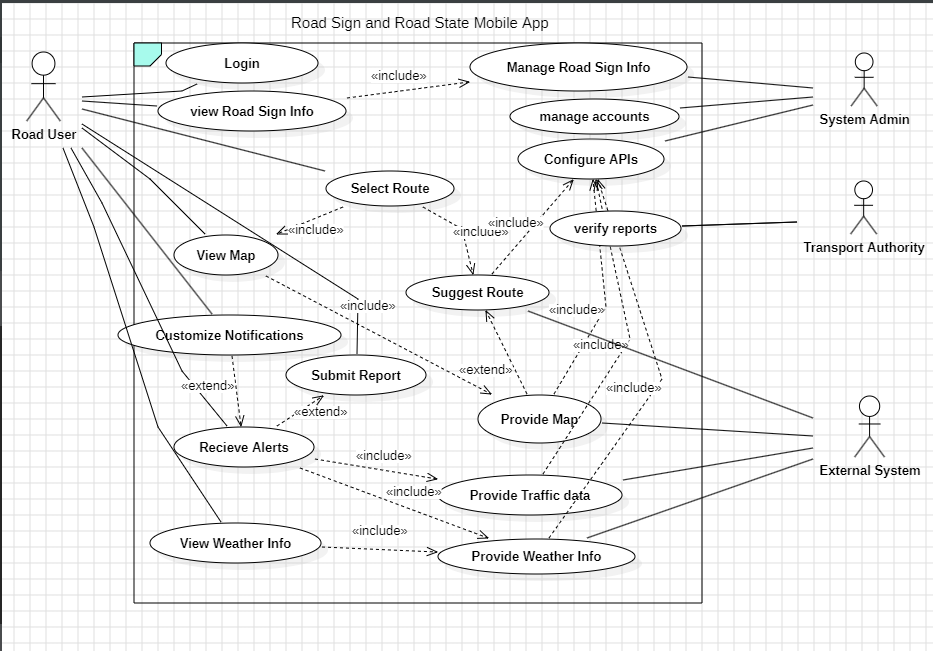 Road Sign and Road State Mobile App
Login
Manage Road Sign Info
«include»
view Road Sign Info
manage accounts
System Admin
Road User
Configure APIs
Select Route
«include»
«include»
«include»
verify reports
Transport Authority
View Map
Suggest Route
«include»
«include»
Customize Notifications
«include»
Submit Report
«extend»
«extend»
«include»
«extend»
Provide Map
Recieve Alerts
«include»
External System
«include»
Provide Traffic data
«include»
View Weather Info
Provide Weather Info